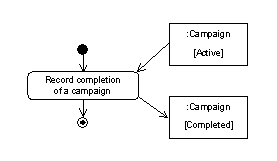 :Campaign
[Active]
Record completion
of a campaign
:Campaign
[Completed]